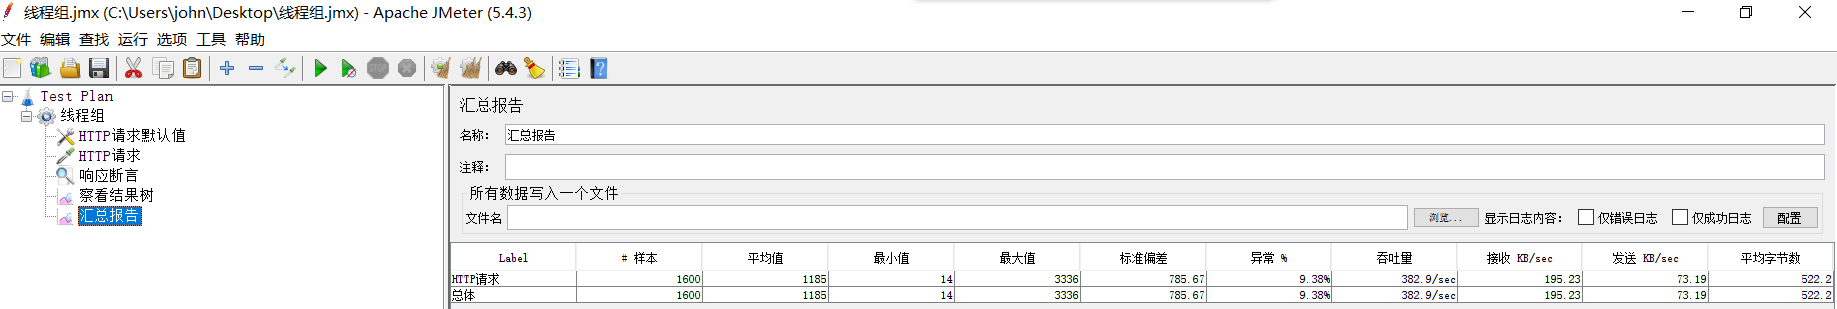 线程组.jmx (C:\Users\john\Desktop\线程组.jmx) - Apache JMeter (5.4.3)
文件 编辑 查找 运行 选项 工具 帮助
STOP
Test Plan
线程组
HTTP请求默认值
HTTP请求
响应断言
察看结果树
汇总报告
汇总报告
名称： 汇总报告
注释：
所有数据写入一个文件
文件名 浏览... 显示日志内容： 仅错误日志 仅成功日志 配置
Label # 样本 平均值 最小值 最大值 标准偏差 异常 % 吞吐量 接收 KB/sec 发送 KB/sec 平均字节数
HTTP请求 1600 1185 14 3336 785.67 9.38% 382.9/sec 195.23 73.19 522.2
总体 1600 1185 14 3336 785.67 9.38% 382.9/sec 195.23 73.19 522.2